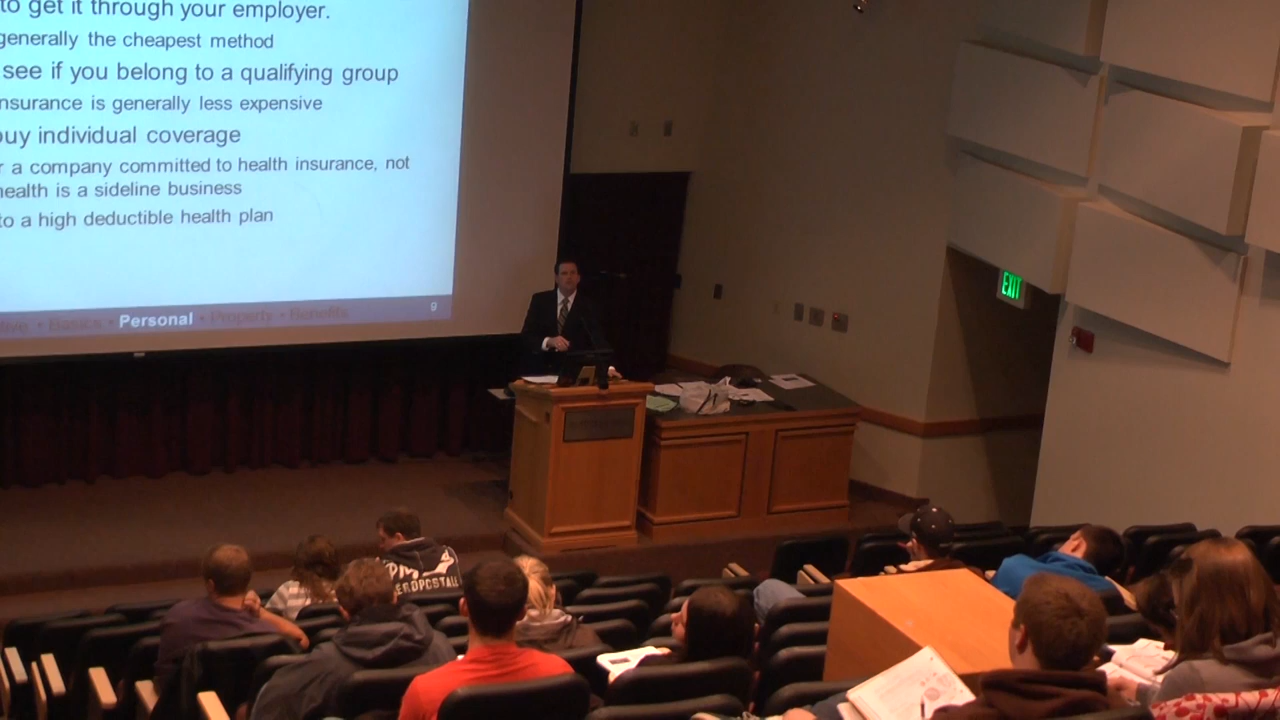 to get it through your employer.
generally the cheapest method
see if you belong to a qualifying group
nsurance is generally less expensive
buy individual coverage
r a company committed to health insurance, not
health is a sideline business
to a high deductible health plan
• Basics • Personal • Property • Benefits
9
EXIT
AEROPOSTALE